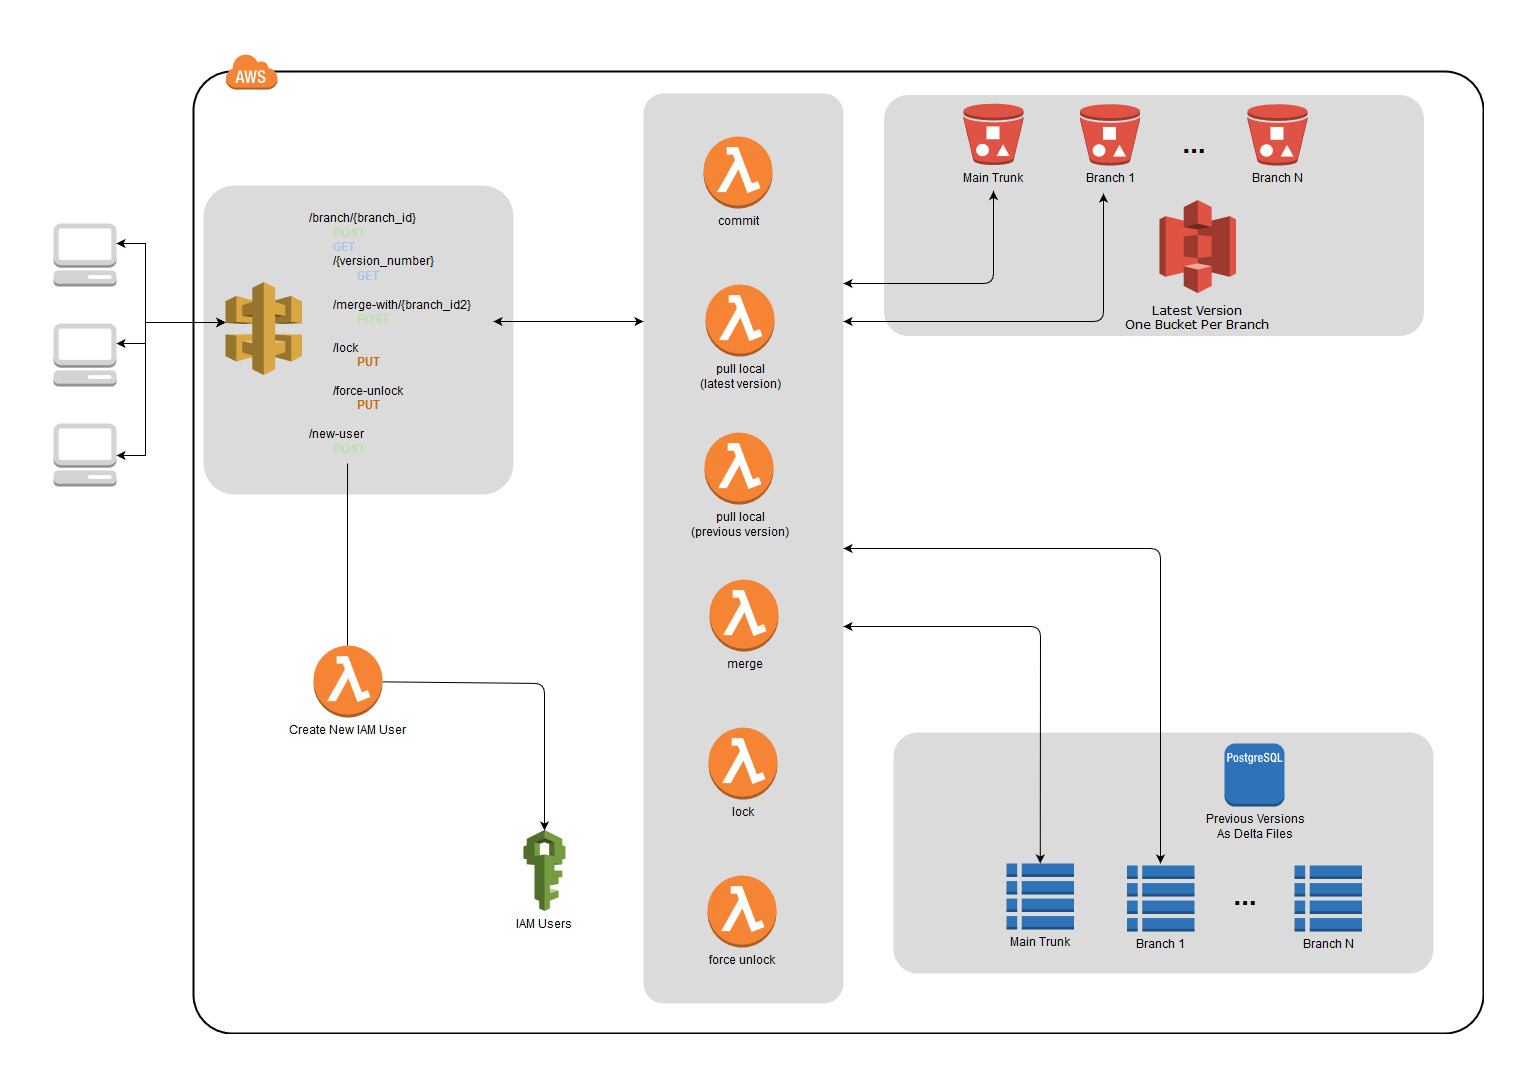 AWS
/branch/{branch_id}
POST
GET
/{version_number}
GET
/merge-with/{branch_id2}
POST
/lock
PUT
/force-unlock
PUT
/new-user
POST
Create New IAM User
IAM Users
commit
pull local
(latest version)
pull local
(previous version)
merge
lock
force unlock
Main Trunk
Branch 1
...
Branch N
Latest Version
One Bucket Per Branch
PostgreSQL
Previous Versions
As Delta Files
Main Trunk
Branch 1
...
Branch N